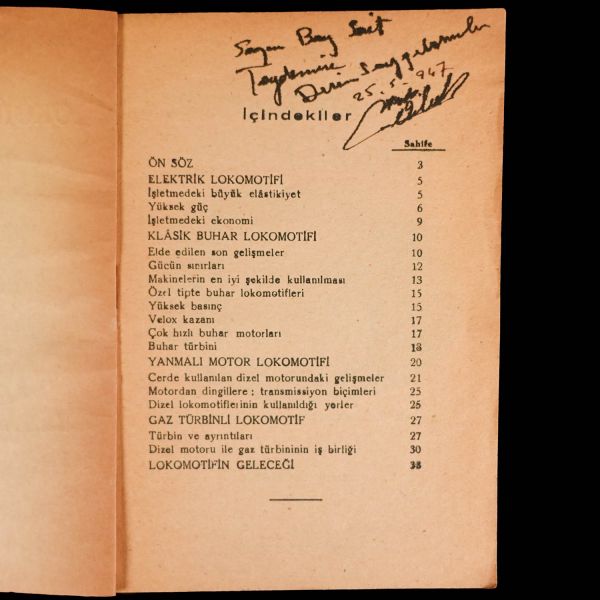 Sayın Bay Sait
Taydemire
Derin Saygılarımla
25.5.947
İçindekiler
Sahife
ÖN SÖZ 3
ELEKTRİK LOKOMOTİFİ 5
İşletmedeki büyük elâstikiyet 5
Yüksek güç 6
İşletmedeki ekonomi 9
KLÂSİK BUHAR LOKOMOTİFİ 10
Elde edilen son gelişmeler 10
Gücün sınırları 12
Makinelerin en iyi şekilde kullanılması 13
Özel tipte buhar lokomotifleri 15
Yüksek basınç 15
Velox kazanı 17
Çok hızlı buhar motorları 17
Buhar türbini 18
YANMALI MOTOR LOKOMOTİFİ 20
Cerde kullanılan dizel motorundaki gelişmeler 21
Motordan dingillere ; transmissiyon biçimleri 25
Dizel lokomotiflerinin kullanıldığı yerler 26
GAZ TÜRBİNLİ LOKOMOTİF 27
Türbin ve ayrıntıları 27
Dizel motoru ile gaz türbininin iş birliği 30
LOKOMOTİFİN GELECEĞİ 38